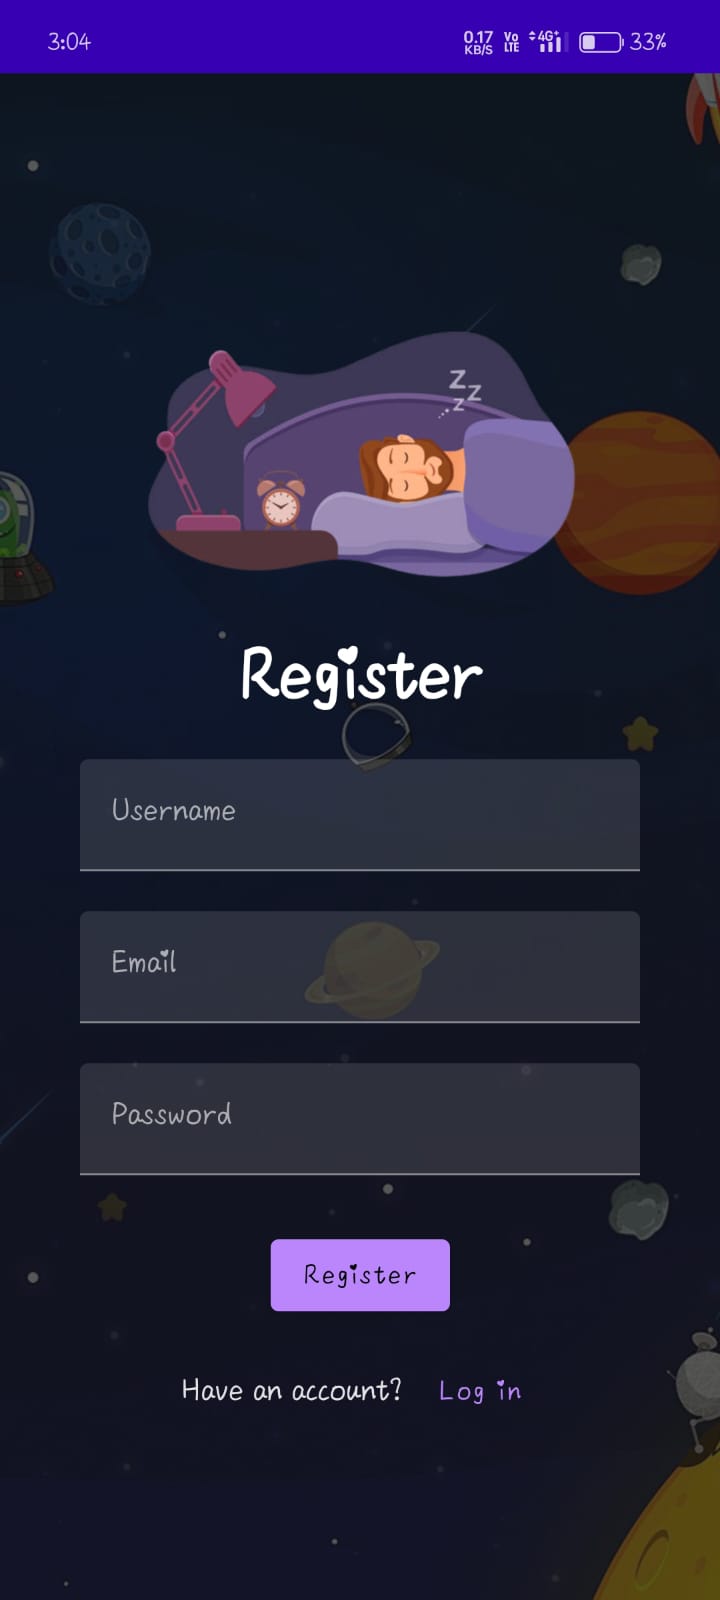 3:04 0.17 KB/S Vo LTE 4G+ 33%
z z z
Register
Username
Email
Password
Register
Have an account? Log in